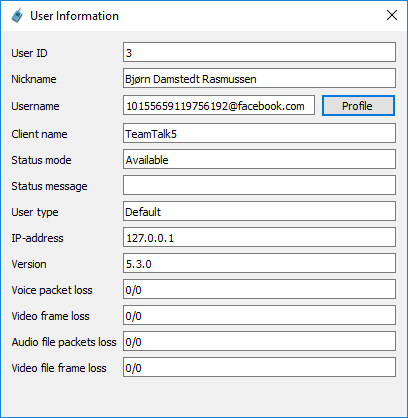 User Information
User ID 3
Nickname Bjørn Damstedt Rasmussen
Username 10155659119756192@facebook.com Profile
Client name TeamTalk5
Status mode Available
Status message
User type Default
IP-address 127.0.0.1
Version 5.3.0
Voice packet loss 0/0
Video frame loss 0/0
Audio file packets loss 0/0
Video file frame loss 0/0